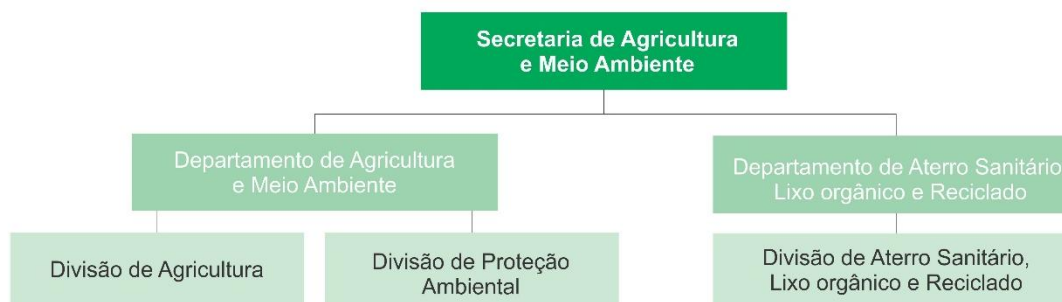 Secretaria de Agricultura
e Meio Ambiente
Departamento de Agricultura
e Meio Ambiente
Departamento de Aterro Sanitário
Lixo orgânico e Reciclado
Divisão de Agricultura
Divisão de Proteção
Ambiental
Divisão de Aterro Sanitário,
Lixo orgânico e Reciclado